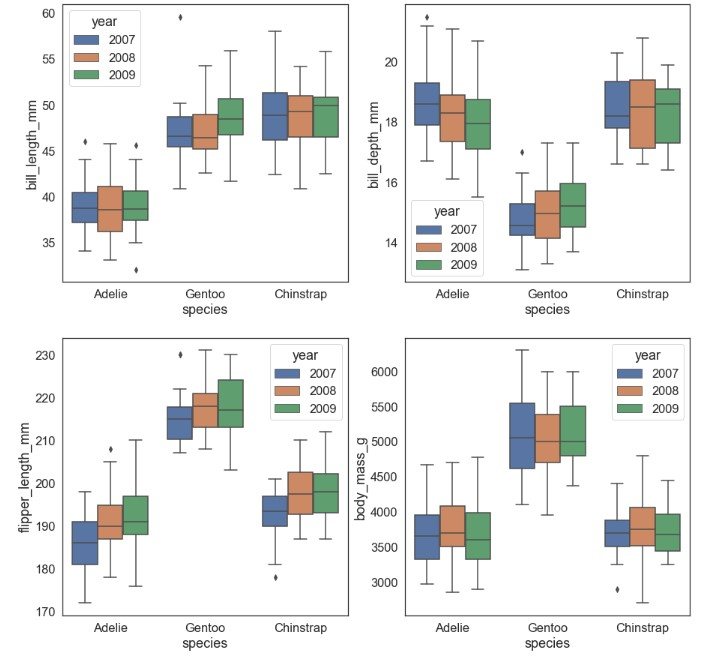 60
55
50
45
40
35
bill_length_mm
year
2007
2008
2009
Adelie
Gentoo
Chinstrap
species
20
18
16
14
bill_depth_mm
year
2007
2008
2009
Adelie
Gentoo
Chinstrap
species
230
220
210
200
190
180
170
flipper_length_mm
year
2007
2008
2009
Adelie
Gentoo
Chinstrap
species
6000
5500
5000
4500
4000
3500
3000
body_mass_g
year
2007
2008
2009
Adelie
Gentoo
Chinstrap
species